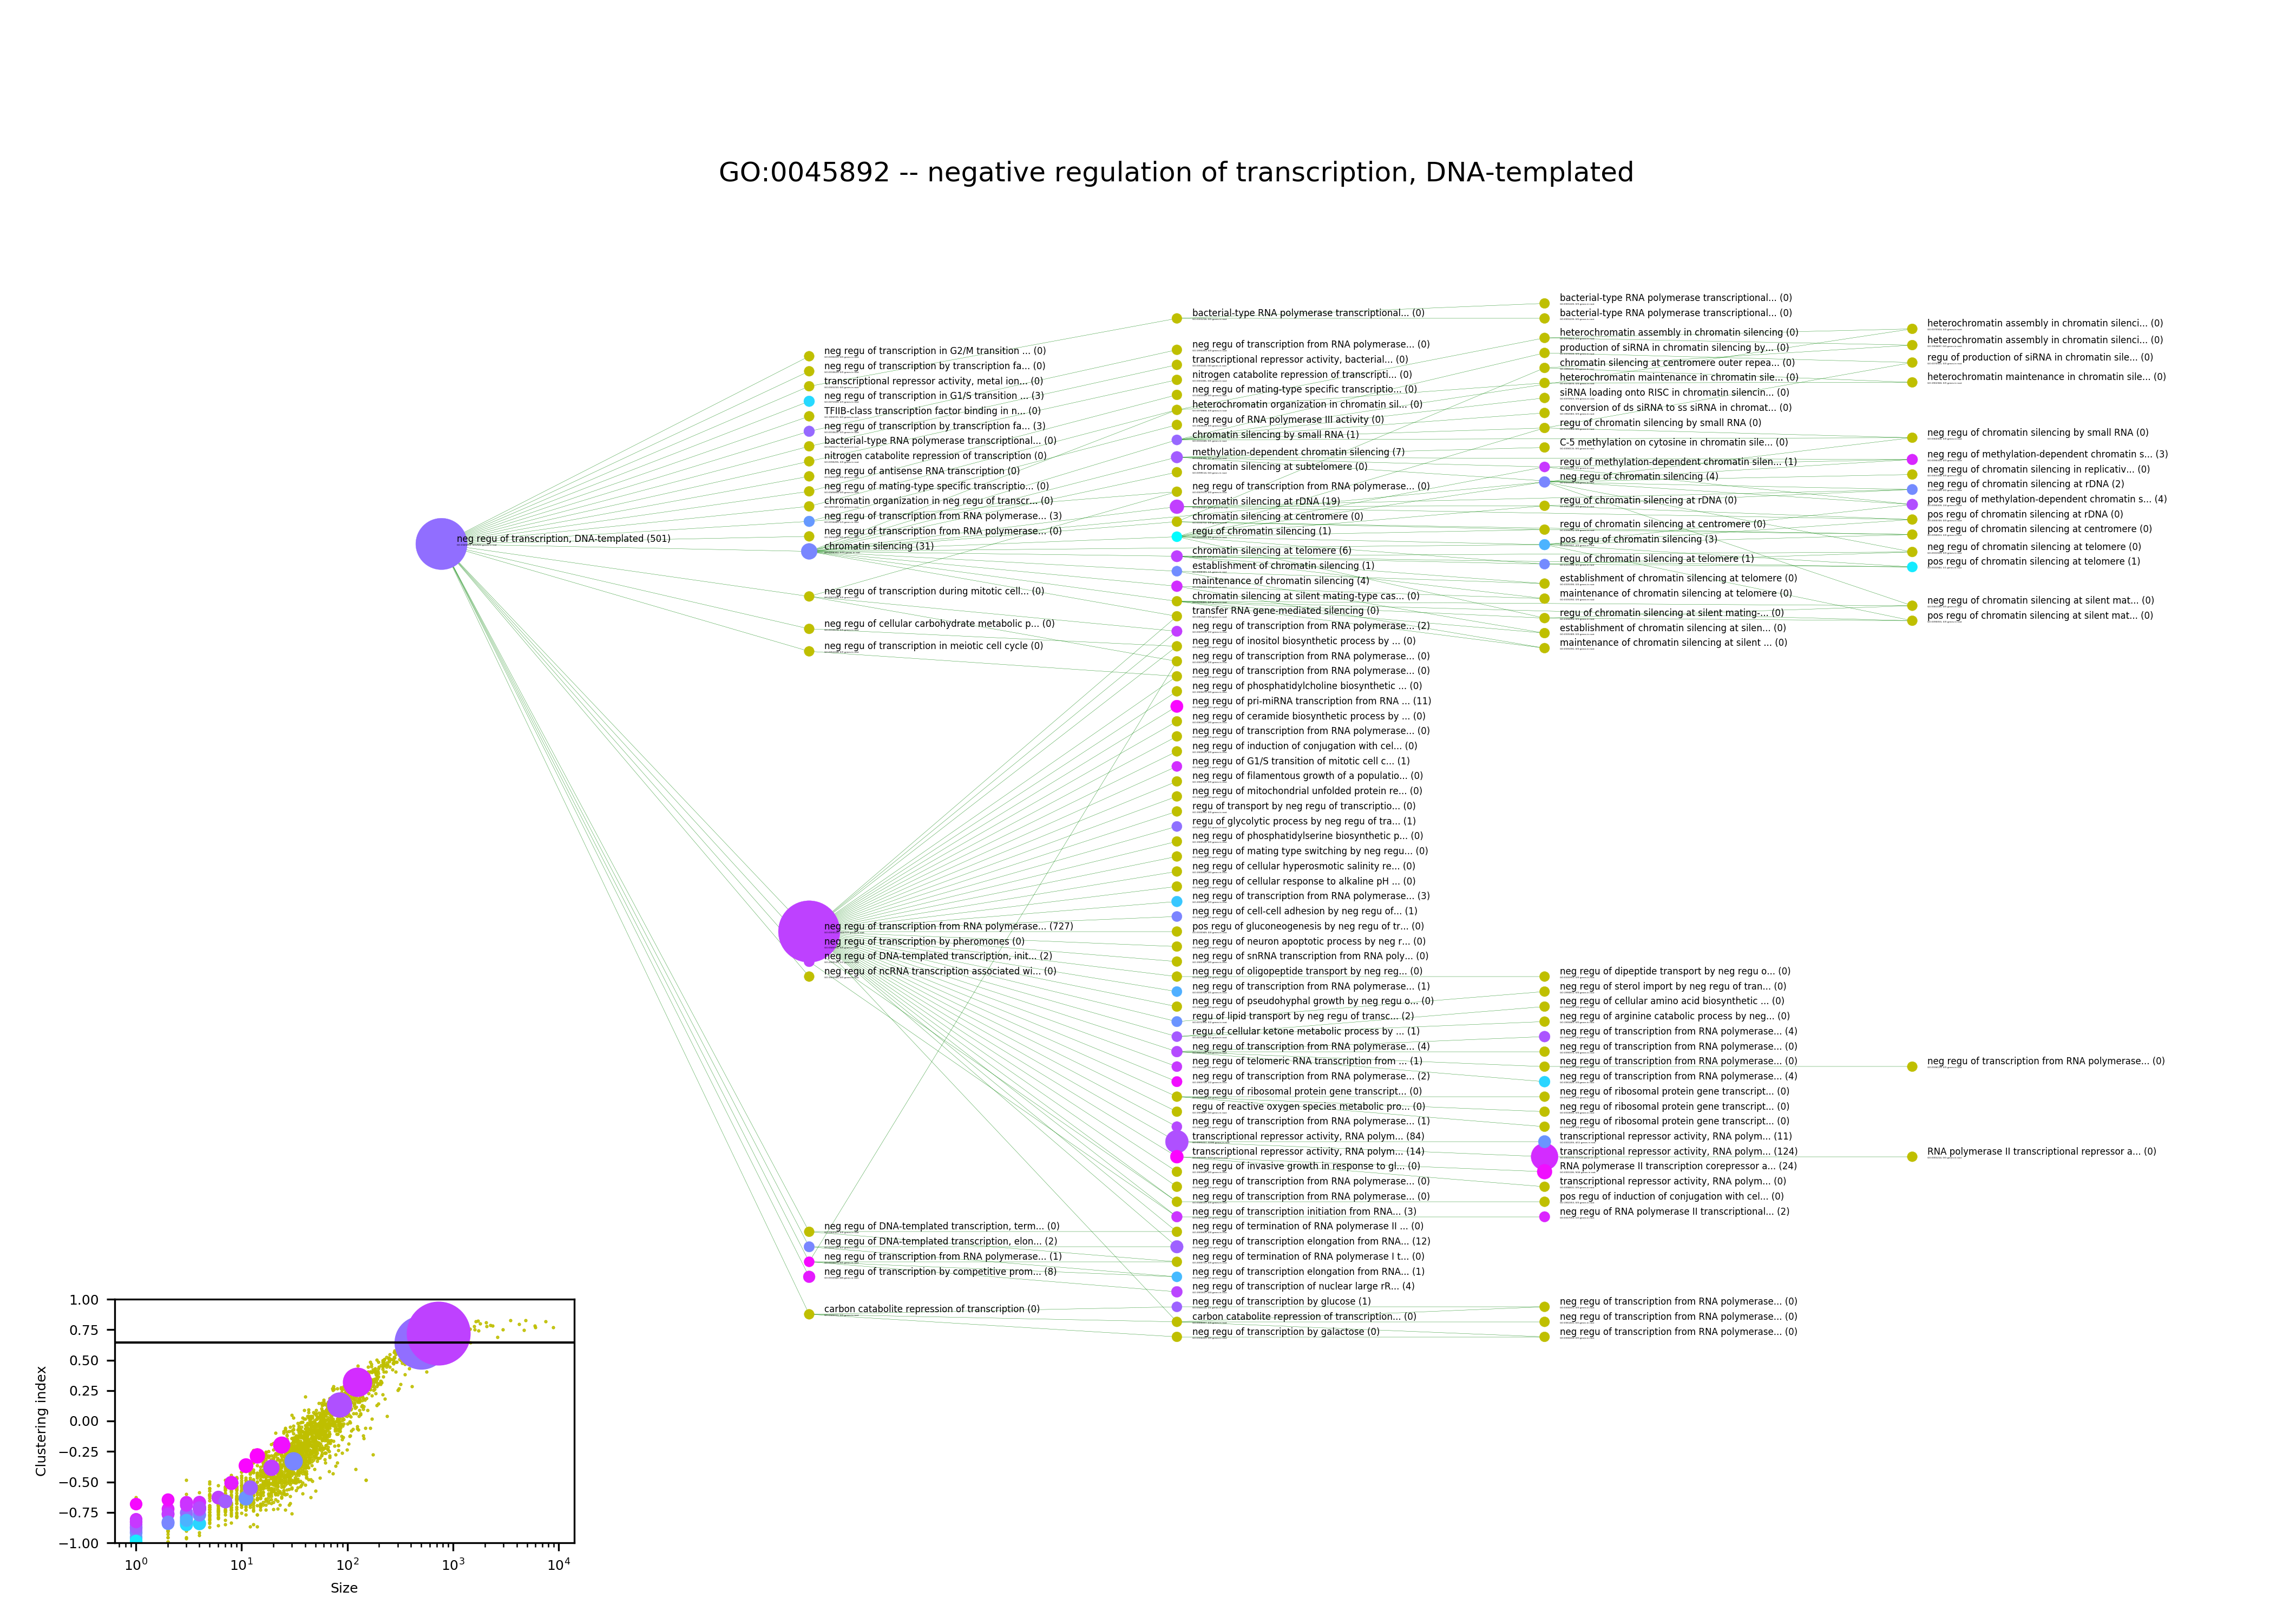 GO:0045892 -- negative regulation of transcription, DNA-templated
neg regu of transcription, DNA-templated (501)
neg regu of transcription in G2/M transition ... (0)
neg regu of transcription by transcription fa... (0)
transcriptional repressor activity, metal ion... (0)
neg regu of transcription in G1/S transition ... (3)
TFIIB-class transcription factor binding in n... (0)
neg regu of transcription by transcription fa... (3)
bacterial-type RNA polymerase transcriptional... (0)
nitrogen catabolite repression of transcription (0)
neg regu of antisense RNA transcription (0)
neg regu of mating-type specific transcriptio... (0)
chromatin organization in neg regu of transcr... (0)
neg regu of transcription from RNA polymerase... (3)
neg regu of transcription from RNA polymerase... (0)
chromatin silencing (31)
neg regu of transcription during mitotic cell... (0)
neg regu of cellular carbohydrate metabolic p... (0)
neg regu of transcription in meiotic cell cycle (0)
neg regu of transcription from RNA polymerase... (727)
neg regu of transcription by pheromones (0)
neg regu of DNA-templated transcription, init... (2)
neg regu of ncRNA transcription associated wi... (0)
neg regu of DNA-templated transcription, term... (0)
neg regu of DNA-templated transcription, elon... (2)
neg regu of transcription from RNA polymerase... (1)
neg regu of transcription by competitive prom... (8)
carbon catabolite repression of transcription (0)
bacterial-type RNA polymerase transcriptional... (0)
neg regu of transcription from RNA polymerase... (0)
transcriptional repressor activity, bacterial... (0)
nitrogen catabolite repression of transcripti... (0)
neg regu of mating-type specific transcriptio... (0)
heterochromatin organization in chromatin sil... (0)
neg regu of RNA polymerase III activity (0)
chromatin silencing by small RNA (1)
methylation-dependent chromatin silencing (7)
chromatin silencing at subtelomere (0)
neg regu of transcription from RNA polymerase... (0)
chromatin silencing at rDNA (19)
chromatin silencing at centromere (0)
regu of chromatin silencing (1)
chromatin silencing at telomere (6)
establishment of chromatin silencing (1)
maintenance of chromatin silencing (4)
chromatin silencing at silent mating-type cas... (0)
transfer RNA gene-mediated silencing (0)
neg regu of transcription from RNA polymerase... (2)
neg regu of inositol biosynthetic process by ... (0)
neg regu of transcription from RNA polymerase... (0)
neg regu of transcription from RNA polymerase... (0)
neg regu of phosphatidylcholine biosynthetic ... (0)
neg regu of pri-miRNA transcription from RNA ... (11)
neg regu of ceramide biosynthetic process by ... (0)
neg regu of transcription from RNA polymerase... (0)
neg regu of induction of conjugation with cel... (0)
neg regu of G1/S transition of mitotic cell c... (1)
neg regu of filamentous growth of a populatio... (0)
neg regu of mitochondrial unfolded protein re... (0)
regu of transport by neg regu of transcriptio... (0)
regu of glycolytic process by neg regu of tra... (1)
neg regu of phosphatidylserine biosynthetic p... (0)
neg regu of mating type switching by neg regu... (0)
neg regu of cellular hyperosmotic salinity re... (0)
neg regu of cellular response to alkaline pH ... (0)
neg regu of transcription from RNA polymerase... (3)
neg regu of cell-cell adhesion by neg regu of... (1)
pos regu of gluconeogenesis by neg regu of tr... (0)
neg regu of neuron apoptotic process by neg r... (0)
neg regu of snRNA transcription from RNA poly... (0)
neg regu of oligopeptide transport by neg reg... (0)
neg regu of transcription from RNA polymerase... (1)
neg regu of pseudohyphal growth by neg regu o... (0)
regu of lipid transport by neg regu of transc... (2)
regu of cellular ketone metabolic process by ... (1)
neg regu of transcription from RNA polymerase... (4)
neg regu of telomeric RNA transcription from ... (1)
neg regu of transcription from RNA polymerase... (2)
neg regu of ribosomal protein gene transcript... (0)
regu of reactive oxygen species metabolic pro... (0)
neg regu of transcription from RNA polymerase... (1)
transcriptional repressor activity, RNA polym... (84)
transcriptional repressor activity, RNA polym... (14)
neg regu of invasive growth in response to gl... (0)
neg regu of transcription from RNA polymerase... (0)
neg regu of transcription from RNA polymerase... (0)
neg regu of transcription initiation from RNA... (3)
neg regu of termination of RNA polymerase II ... (0)
neg regu of transcription elongation from RNA... (12)
neg regu of termination of RNA polymerase I t... (0)
neg regu of transcription elongation from RNA... (1)
neg regu of transcription of nuclear large rR... (4)
neg regu of transcription by glucose (1)
carbon catabolite repression of transcription... (0)
neg regu of transcription by galactose (0)
bacterial-type RNA polymerase transcriptional... (0)
bacterial-type RNA polymerase transcriptional... (0)
heterochromatin assembly in chromatin silencing (0)
production of siRNA in chromatin silencing by... (0)
chromatin silencing at centromere outer repea... (0)
heterochromatin maintenance in chromatin sile... (0)
siRNA loading onto RISC in chromatin silencin... (0)
conversion of ds siRNA to ss siRNA in chromat... (0)
regu of chromatin silencing by small RNA (0)
C-5 methylation on cytosine in chromatin sile... (0)
regu of methylation-dependent chromatin silen... (1)
neg regu of chromatin silencing (4)
regu of chromatin silencing at rDNA (0)
regu of chromatin silencing at centromere (0)
pos regu of chromatin silencing (3)
regu of chromatin silencing at telomere (1)
establishment of chromatin silencing at telomere (0)
maintenance of chromatin silencing at telomere (0)
regu of chromatin silencing at silent mating-... (0)
establishment of chromatin silencing at silen... (0)
maintenance of chromatin silencing at silent ... (0)
neg regu of dipeptide transport by neg regu o... (0)
neg regu of sterol import by neg regu of tran... (0)
neg regu of cellular amino acid biosynthetic ... (0)
neg regu of arginine catabolic process by neg... (0)
neg regu of transcription from RNA polymerase... (4)
neg regu of transcription from RNA polymerase... (0)
neg regu of transcription from RNA polymerase... (0)
neg regu of transcription from RNA polymerase... (4)
neg regu of ribosomal protein gene transcript... (0)
neg regu of ribosomal protein gene transcript... (0)
neg regu of ribosomal protein gene transcript... (0)
transcriptional repressor activity, RNA polym... (11)
transcriptional repressor activity, RNA polym... (124)
RNA polymerase II transcription corepressor a... (24)
transcriptional repressor activity, RNA polym... (0)
pos regu of induction of conjugation with cel... (0)
neg regu of RNA polymerase II transcriptional... (2)
neg regu of transcription from RNA polymerase... (0)
neg regu of transcription from RNA polymerase... (0)
neg regu of transcription from RNA polymerase... (0)
heterochromatin assembly in chromatin silenci... (0)
heterochromatin assembly in chromatin silenci... (0)
regu of production of siRNA in chromatin sile... (0)
heterochromatin maintenance in chromatin sile... (0)
neg regu of chromatin silencing by small RNA (0)
neg regu of methylation-dependent chromatin s... (3)
neg regu of chromatin silencing in replicativ... (0)
neg regu of chromatin silencing at rDNA (2)
pos regu of methylation-dependent chromatin s... (4)
pos regu of chromatin silencing at rDNA (0)
pos regu of chromatin silencing at centromere (0)
neg regu of chromatin silencing at telomere (0)
pos regu of chromatin silencing at telomere (1)
neg regu of chromatin silencing at silent mat... (0)
pos regu of chromatin silencing at silent mat... (0)
neg regu of transcription from RNA polymerase... (0)
RNA polymerase II transcriptional repressor a... (0)
Clustering index
1.00
0.75
0.50
0.25
0.00
−0.25
−0.50
−0.75
−1.00
10⁰ 10¹ 10² 10³ 10⁴
Size